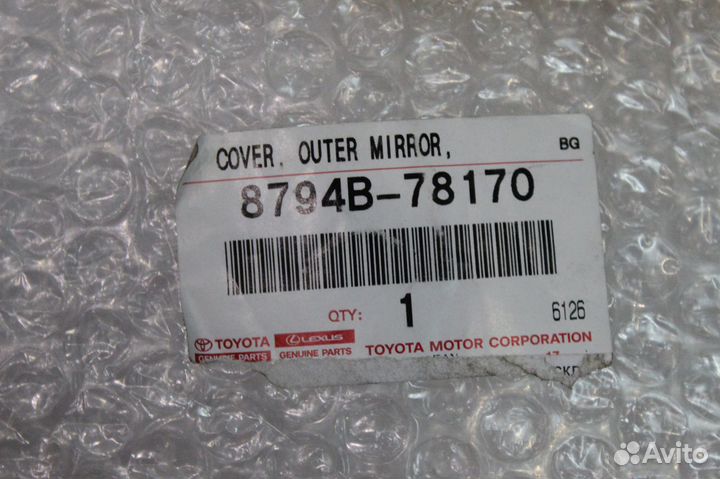 COVER, OUTER MIRROR, BG
8794B-78170
QTY: 1 6126
TOYOTA LEXUS
GENUINE PARTS GENUINE PARTS TOYOTA MOTOR CORPORATION
Avito